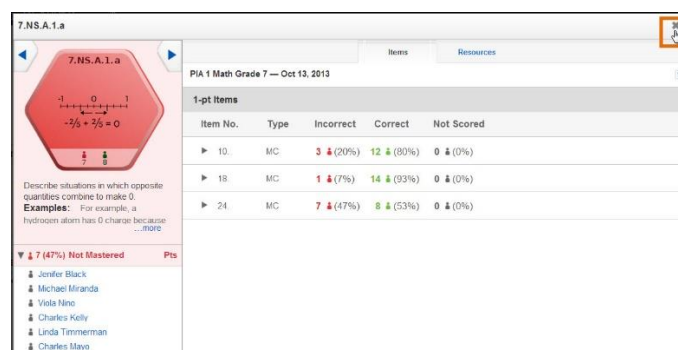 7.NS.A.1.a
7.NS.A.1.a
-1 0 1
-2/3 + 2/3 = 0
7 8
Describe situations in which opposite
quantities combine to make 0.
Examples: For example, a
hydrogen atom has 0 charge because
...more
7 (47%) Not Mastered Pts
Jenifer Black
Michael Miranda
Viola Nino
Charles Kelly
Linda Timmerman
Charles Mayo
Items Resources
PIA 1 Math Grade 7 — Oct 13, 2013
1-pt Items
Item No. Type Incorrect Correct Not Scored
10. MC 3 (20%) 12 (80%) 0 (0%)
18 MC 1 (7%) 14 (93%) 0 (0%)
24 MC 7 (47%) 8 (53%) 0 (0%)